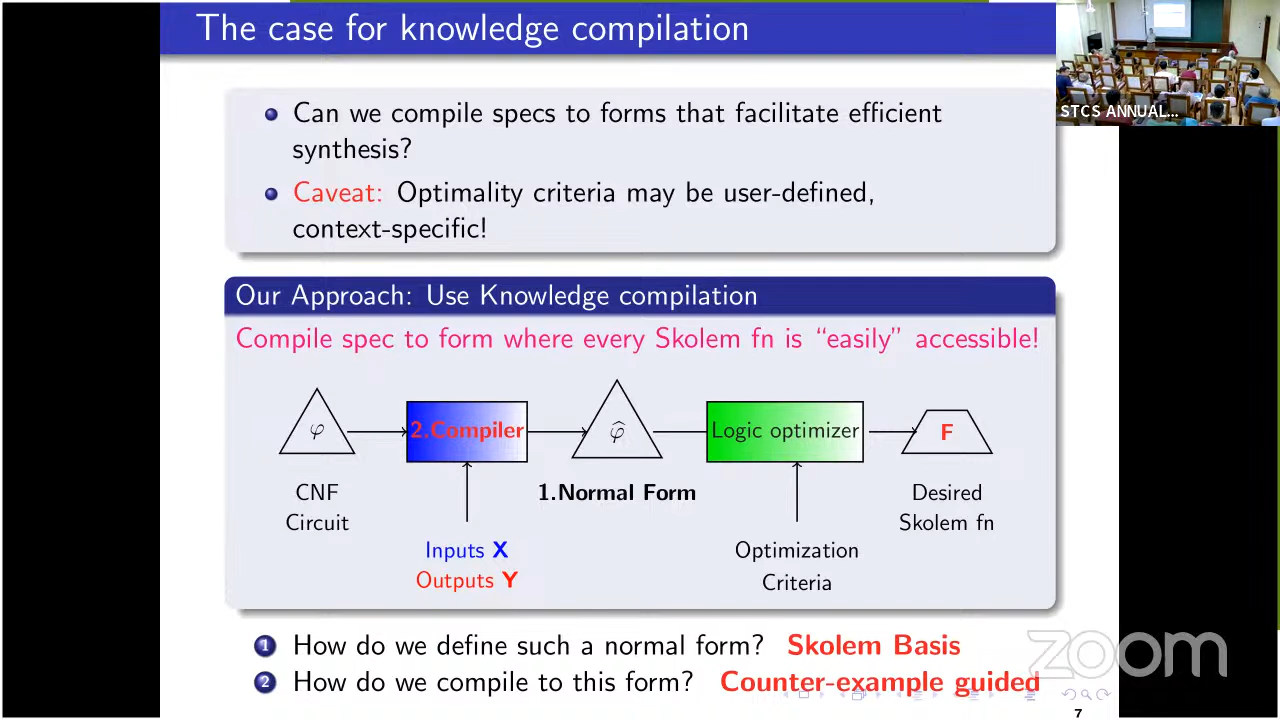 The case for knowledge compilation
STCS ANNUAL...
Can we compile specs to forms that facilitate efficient
synthesis?
Caveat: Optimality criteria may be user-defined,
context-specific!
Our Approach: Use Knowledge compilation
Compile spec to form where every Skolem fn is “easily” accessible!
φ
2.Compiler
φ̂
Logic optimizer
F
CNF
Circuit
1.Normal Form
Desired
Skolem fn
Inputs X
Outputs Y
Optimization
Criteria
1 How do we define such a normal form? Skolem Basis
2 How do we compile to this form? Counter-example guided
zoom
7